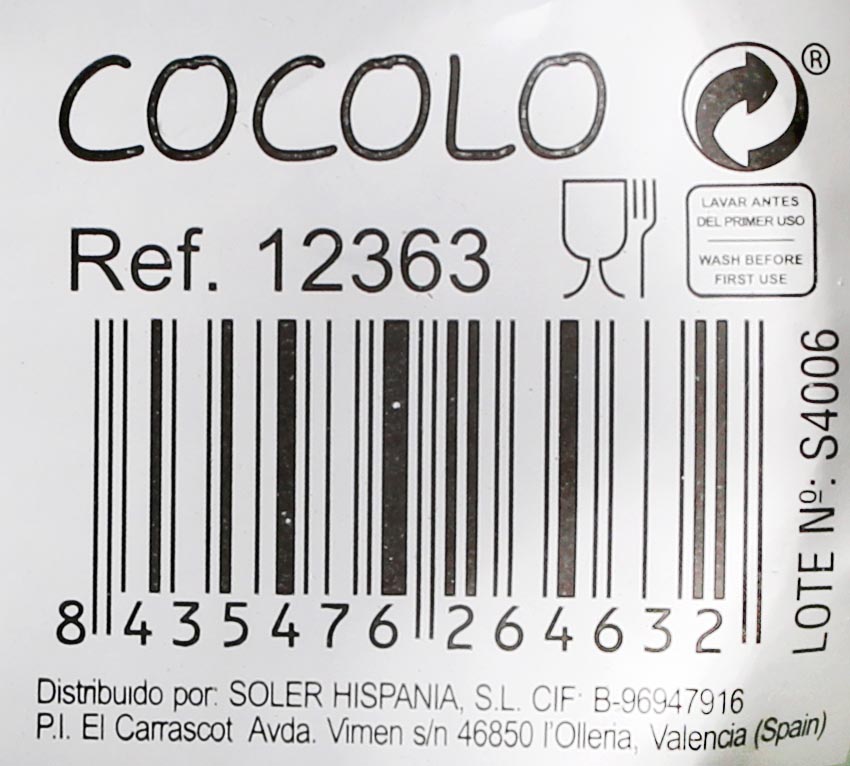 COCOLO
®
Ref. 12363
LAVAR ANTES
DEL PRIMER USO
WASH BEFORE
FIRST USE
LOTE Nº: S4006
8 435476 264632
Distribuido por: SOLER HISPANIA, S.L. CIF: B-96947916
P.I. El Carrascot Avda. Vimen s/n 46850 l'Olleria, Valencia (Spain)